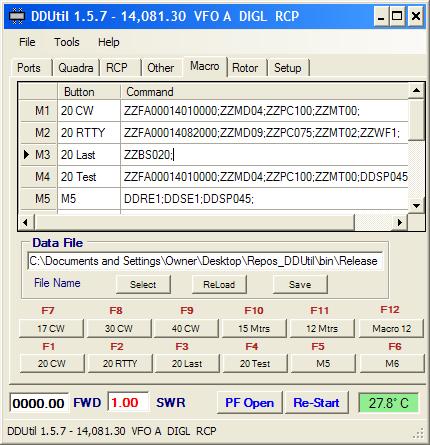 DDUtil 1.5.7 - 14,081.30 VFO A DIGL RCP
File Tools Help
Ports Quadra RCP Other Macro Rotor Setup
Button Command
M1 20 CW ZZFA00014010000;ZZMD04;ZZPC100;ZZMT00;
M2 20 RTTY ZZFA00014082000;ZZMD09;ZZPC075;ZZMT02;ZZWF1;
M3 20 Last ZZBS020;
M4 20 Test ZZFA00014010000;ZZMD04;ZZPC100;ZZMT00;DDSP045
M5 M5 DDRE1;DDSE1;DDSP045;
Data File
C:\Documents and Settings\Owner\Desktop\Repos_DDUtil\bin\Release
File Name Select ReLoad Save
F7 F8 F9 F10 F11 F12
17 CW 30 CW 40 CW 15 Mtrs 12 Mtrs Macro 12
F1 F2 F3 F4 F5 F6
20 CW 20 RTTY 20 Last 20 Test M5 M6
0000.00 FWD 1.00 SWR PF Open Re-Start 27.8° C
DDUtil 1.5.7 - 14,081.30 VFO A DIGL RCP